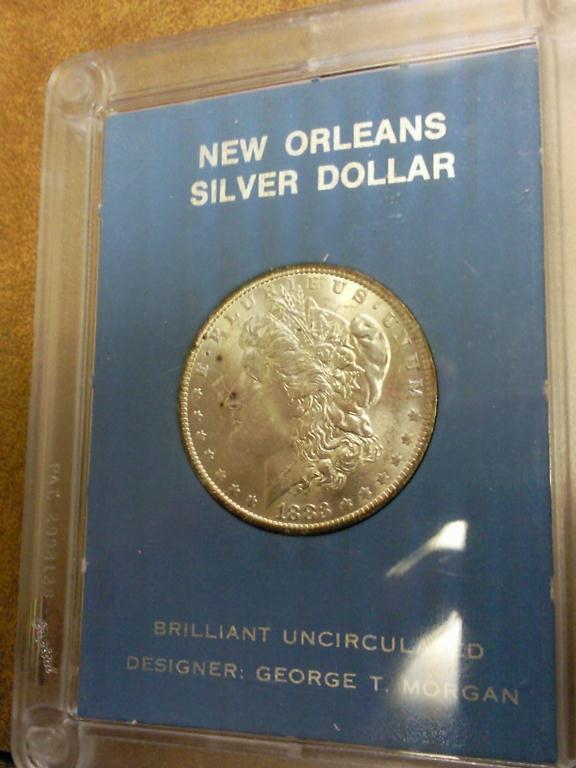 NEW ORLEANS
SILVER DOLLAR
E·PLURIBUS·UNUM
1883
BRILLIANT UNCIRCULATED
DESIGNER: GEORGE T. MORGAN